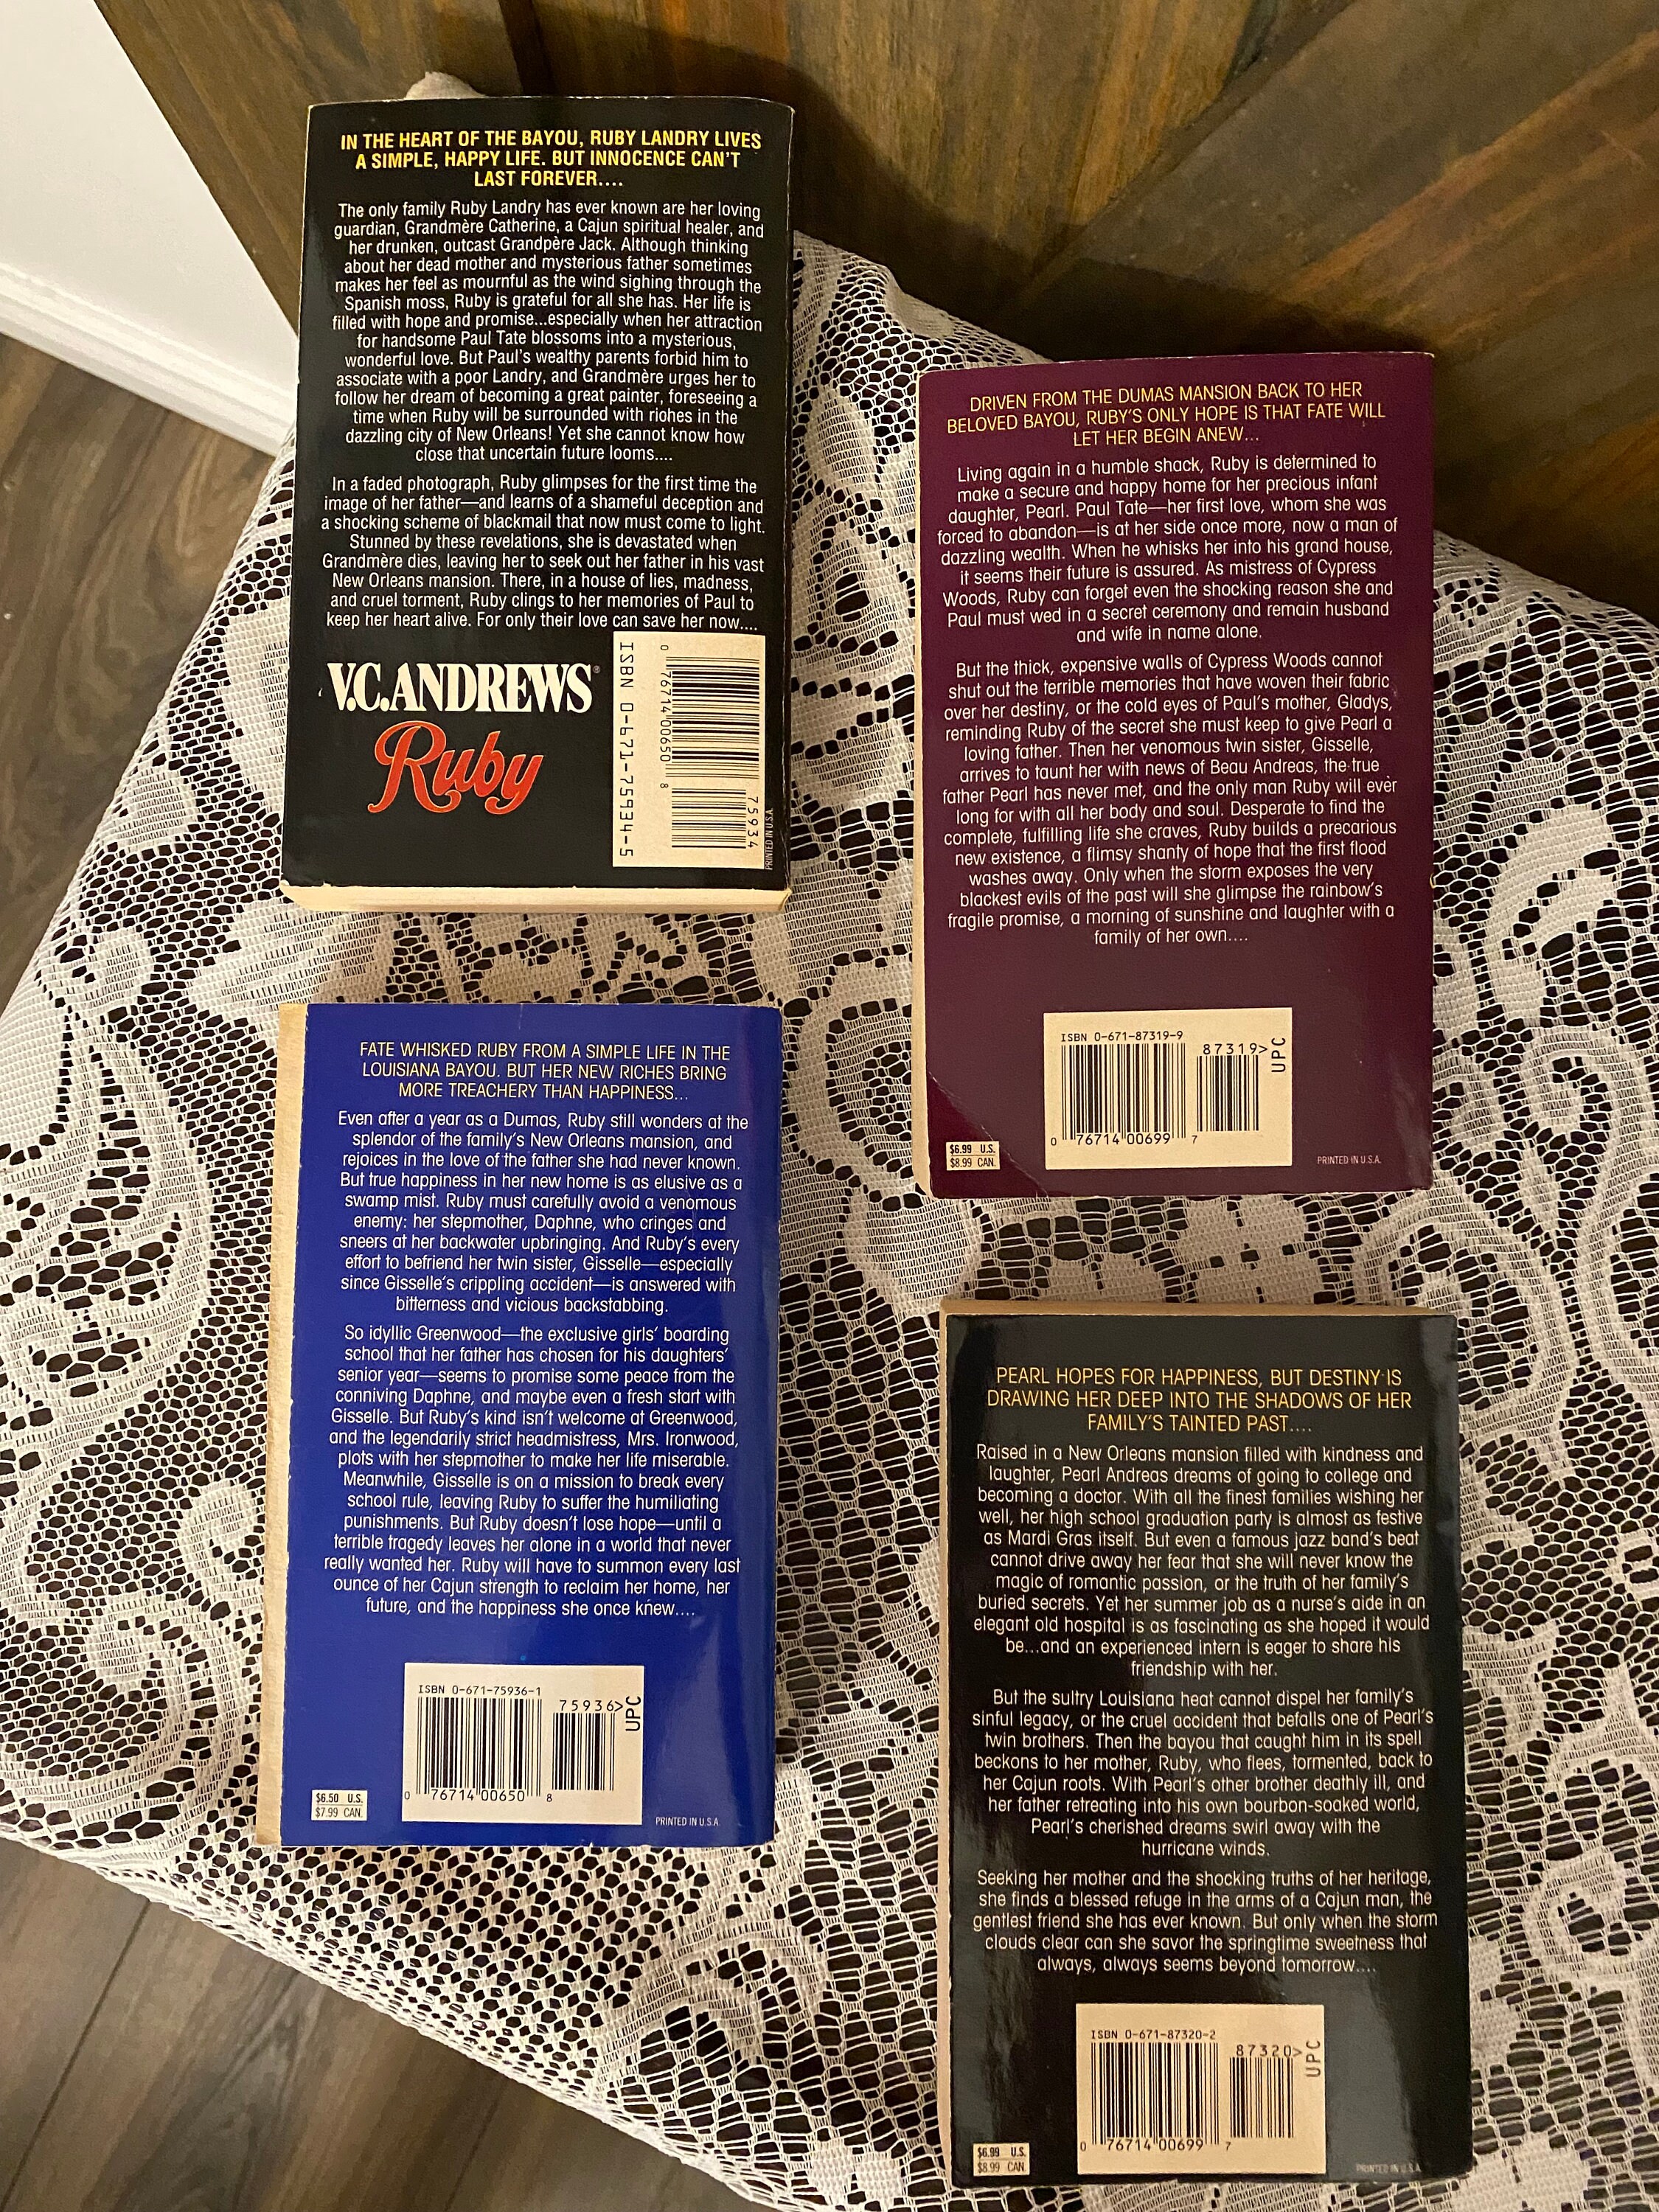 IN THE HEART OF THE BAYOU, RUBY LANDRY LIVES
A SIMPLE, HAPPY LIFE. BUT INNOCENCE CAN'T
LAST FOREVER....
The only family Ruby Landry has ever known are her loving
guardian, Grandmère Catherine, a Cajun spiritual healer, and
her drunken, outcast Grandpère Jack. Although thinking
about her dead mother and mysterious father sometimes
makes her feel as mournful as the wind sighing through the
Spanish moss, Ruby is grateful for all she has. Her life is
filled with hope and promise...especially when her attraction
for handsome Paul Tate blossoms into a mysterious,
wonderful love. But Paul's wealthy parents forbid him to
associate with a poor Landry, and Grandmère urges her to
follow her dream of becoming a great painter, foreseeing a
time when Ruby will be surrounded with riches in the
dazzling city of New Orleans! Yet she cannot know how
close that uncertain future looms....
In a faded photograph, Ruby glimpses for the first time the
image of her father—and learns of a shameful deception and
a shocking scheme of blackmail that now must come to light.
Stunned by these revelations, she is devastated when
Grandmère dies, leaving her to seek out her father in his vast
New Orleans mansion. There, in a house of lies, madness,
and cruel torment, Ruby clings to her memories of Paul to
keep her heart alive. For only their love can save her now....
V.C. ANDREWS®
Ruby
ISBN 0-671-75934-5
0 76714 00650 8
75934
PRINTED IN U.S.A.
DRIVEN FROM THE DUMAS MANSION BACK TO HER
BELOVED BAYOU, RUBY'S ONLY HOPE IS THAT FATE WILL
LET HER BEGIN ANEW...
Living again in a humble shack, Ruby is determined to
make a secure and happy home for her precious infant
daughter, Pearl. Paul Tate—her first love, whom she was
forced to abandon—is at her side once more, now a man of
dazzling wealth. When he whisks her into his grand house,
it seems their future is assured. As mistress of Cypress
Woods, Ruby can forget even the shocking reason she and
Paul must wed in a secret ceremony and remain husband
and wife in name alone.
But the thick, expensive walls of Cypress Woods cannot
shut out the terrible memories that have woven their fabric
over her destiny, or the cold eyes of Paul's mother, Gladys,
reminding Ruby of the secret she must keep to give Pearl a
loving father. Then her venomous twin sister, Gisselle,
arrives to taunt her with news of Beau Andreas, the true
father Pearl has never met, and the only man Ruby will ever
long for with all her body and soul. Desperate to find the
complete, fulfilling life she craves, Ruby builds a precarious
new existence, a flimsy shanty of hope that the first flood
washes away. Only when the storm exposes the very
blackest evils of the past will she glimpse the rainbow's
fragile promise, a morning of sunshine and laughter with a
family of her own....
ISBN 0-671-87319-9
87319>
UPC
0 76714 00699 7
$6.99 U.S.
$8.99 CAN.
PRINTED IN U.S.A.
FATE WHISKED RUBY FROM A SIMPLE LIFE IN THE
LOUISIANA BAYOU. BUT HER NEW RICHES BRING
MORE TREACHERY THAN HAPPINESS...
Even after a year as a Dumas, Ruby still wonders at the
splendor of the family's New Orleans mansion, and
rejoices in the love of the father she had never known.
But true happiness in her new home is as elusive as a
swamp mist. Ruby must carefully avoid a venomous
enemy: her stepmother, Daphne, who cringes and
sneers at her backwater upbringing. And Ruby's every
effort to befriend her twin sister, Gisselle—especially
since Gisselle's crippling accident—is answered with
bitterness and vicious backstabbing.
So idyllic Greenwood—the exclusive girls' boarding
school that her father has chosen for his daughters'
senior year—seems to promise some peace from the
conniving Daphne, and maybe even a fresh start with
Gisselle. But Ruby's kind isn't welcome at Greenwood,
and the legendarily strict headmistress, Mrs. Ironwood,
plots with her stepmother to make her life miserable.
Meanwhile, Gisselle is on a mission to break every
school rule, leaving Ruby to suffer the humiliating
punishments. But Ruby doesn't lose hope—until a
terrible tragedy leaves her alone in a world that never
really wanted her. Ruby will have to summon every last
ounce of her Cajun strength to reclaim her home, her
future, and the happiness she once knew....
ISBN 0-671-75936-1
75936>
UPC
0 76714 00650 8
$6.50 U.S.
$7.99 CAN.
PRINTED IN U.S.A.
PEARL HOPES FOR HAPPINESS, BUT DESTINY IS
DRAWING HER DEEP INTO THE SHADOWS OF HER
FAMILY'S TAINTED PAST....
Raised in a New Orleans mansion filled with kindness and
laughter, Pearl Andreas dreams of going to college and
becoming a doctor. With all the finest families wishing her
well, her high school graduation party is almost as festive
as Mardi Gras itself. But even a famous jazz band's beat
cannot drive away her fear that she will never know the
magic of romantic passion, or the truth of her family's
buried secrets. Yet her summer job as a nurse's aide in an
elegant old hospital is as fascinating as she hoped it would
be...and an experienced intern is eager to share his
friendship with her.
But the sultry Louisiana heat cannot dispel her family's
sinful legacy, or the cruel accident that befalls one of Pearl's
twin brothers. Then the bayou that caught him in its spell
beckons to her mother, Ruby, who flees, tormented, back to
her Cajun roots. With Pearl's other brother deathly ill, and
her father retreating into his own bourbon-soaked world,
Pearl's cherished dreams swirl away with the
hurricane winds.
Seeking her mother and the shocking truths of her heritage,
she finds a blessed refuge in the arms of a Cajun man, the
gentlest friend she has ever known. But only when the storm
clouds clear can she savor the springtime sweetness that
always, always seems beyond tomorrow....
ISBN 0-671-87320-2
87320>
UPC
0 76714 00699 7
$6.99 U.S.
$8.99 CAN.
PRINTED IN U.S.A.